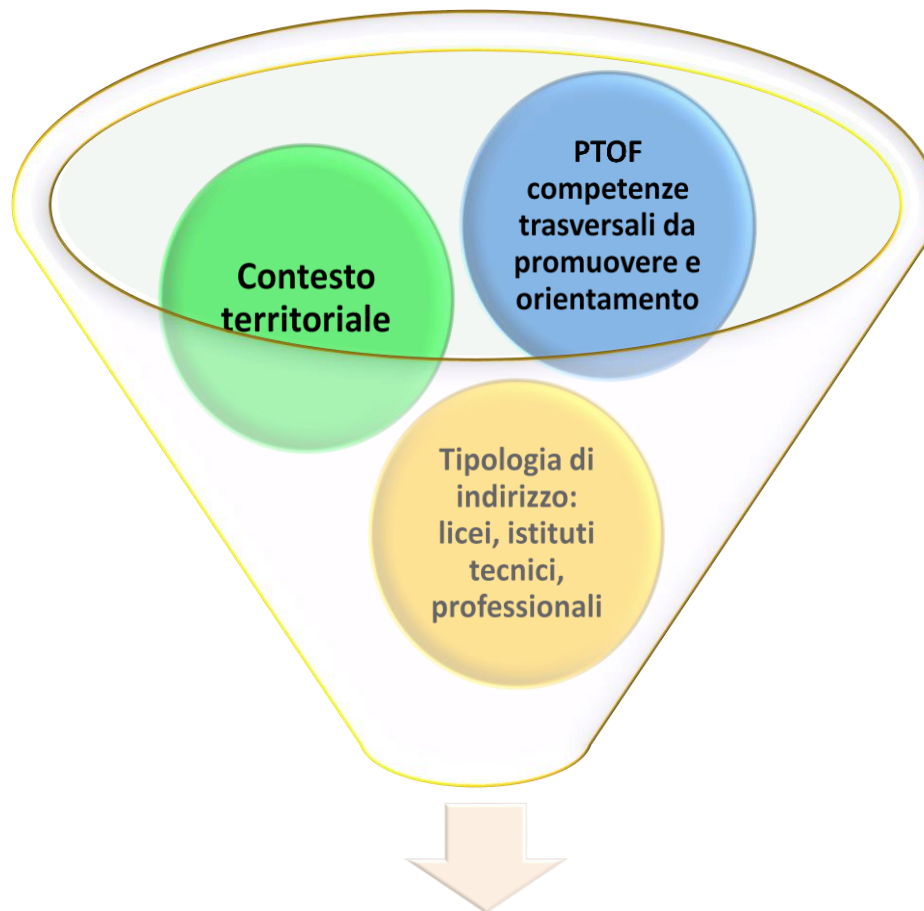 PTOF
competenze
trasversali da
promuovere e
orientamento
Contesto
territoriale
Tipologia di
indirizzo:
licei, istituti
tecnici,
professionali